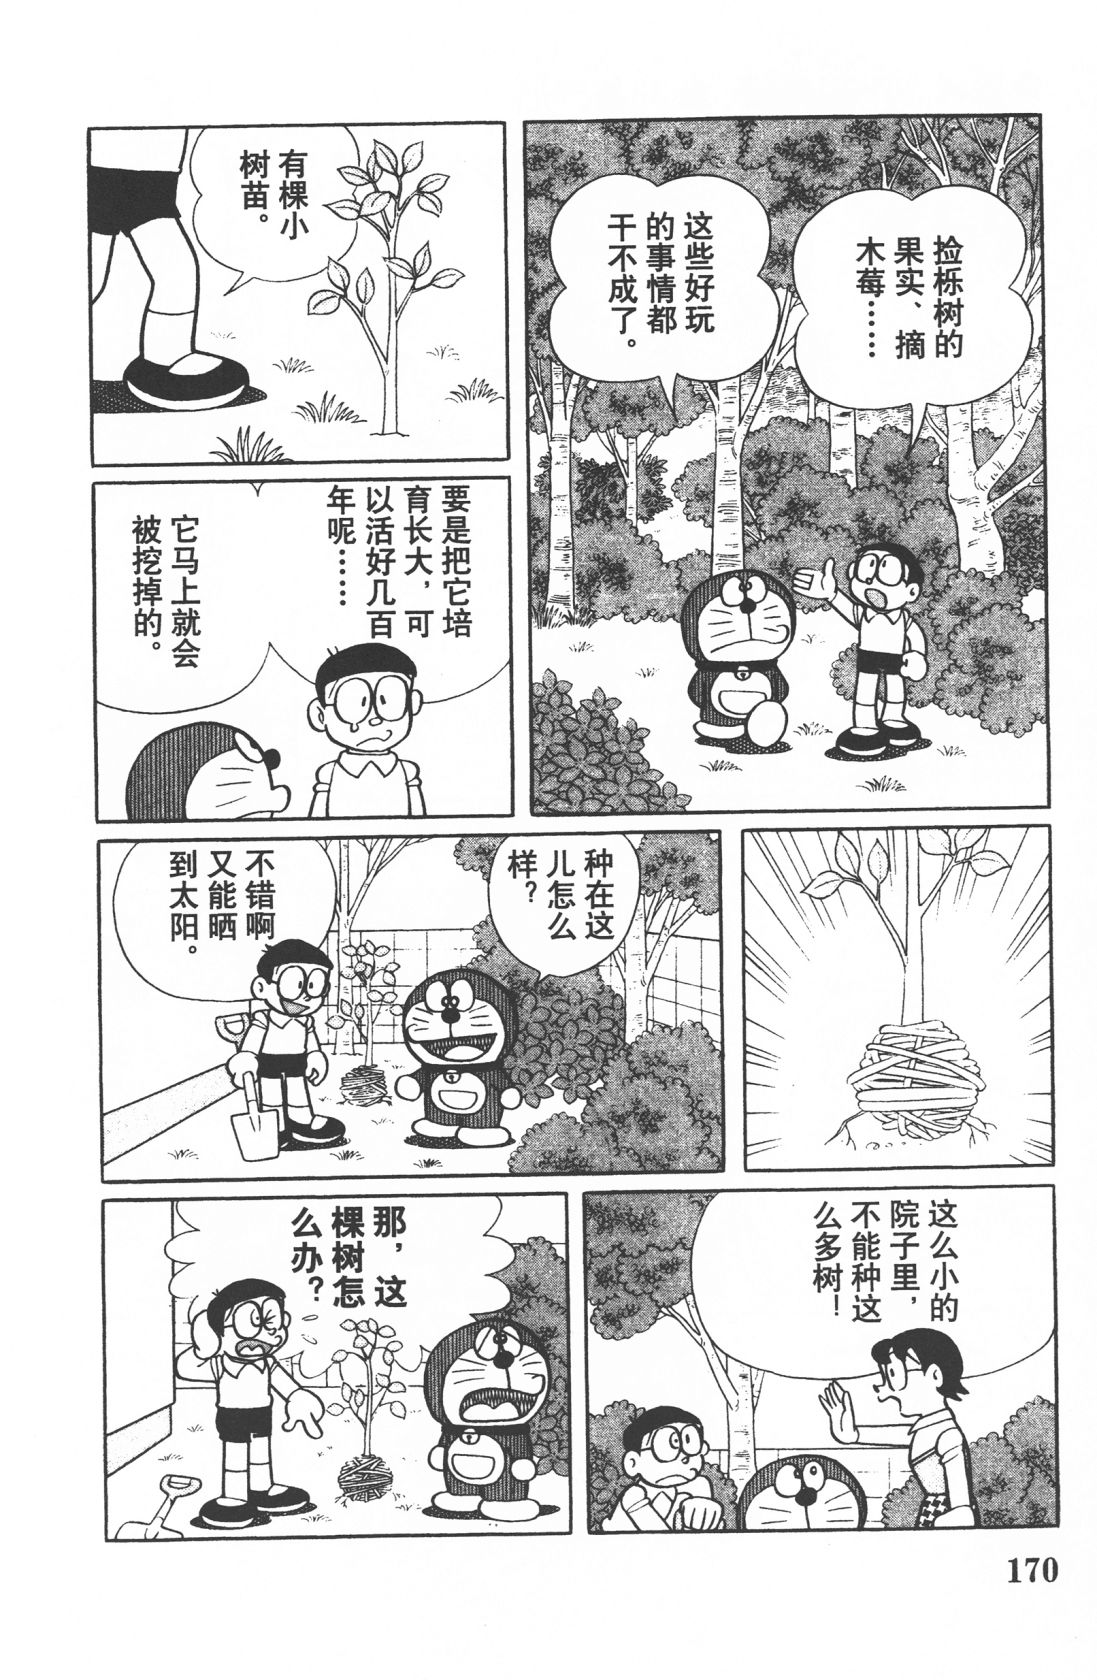 捡栎树的
果实、摘
木莓……
这些好玩
的事情都
干不成了。
有棵小
树苗。
要是把它培
育长大，可
以活好几百
年呢……
它马上就会
被挖掉的。
种在这
儿怎么
样？
不错啊
又能晒
到太阳。
这么小的
院子里，
不能种这
么多树！
那，这
棵树怎
么办？
170